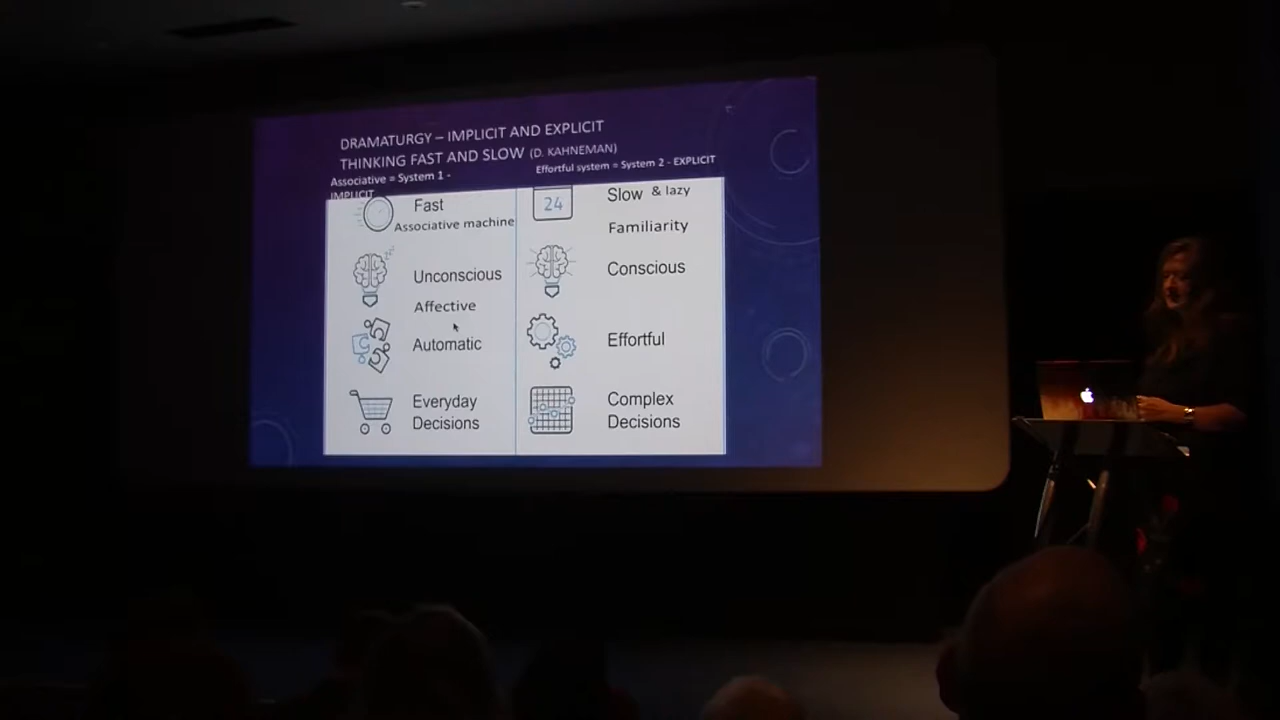 DRAMATURGY – IMPLICIT AND EXPLICIT
THINKING FAST AND SLOW (D. KAHNEMAN)
Associative = System 1 -
IMPLICIT
Effortful system = System 2 - EXPLICIT
Fast
Associative machine
Unconscious
Affective
Automatic
Everyday
Decisions
24
Slow & lazy
Familiarity
Conscious
Effortful
Complex
Decisions